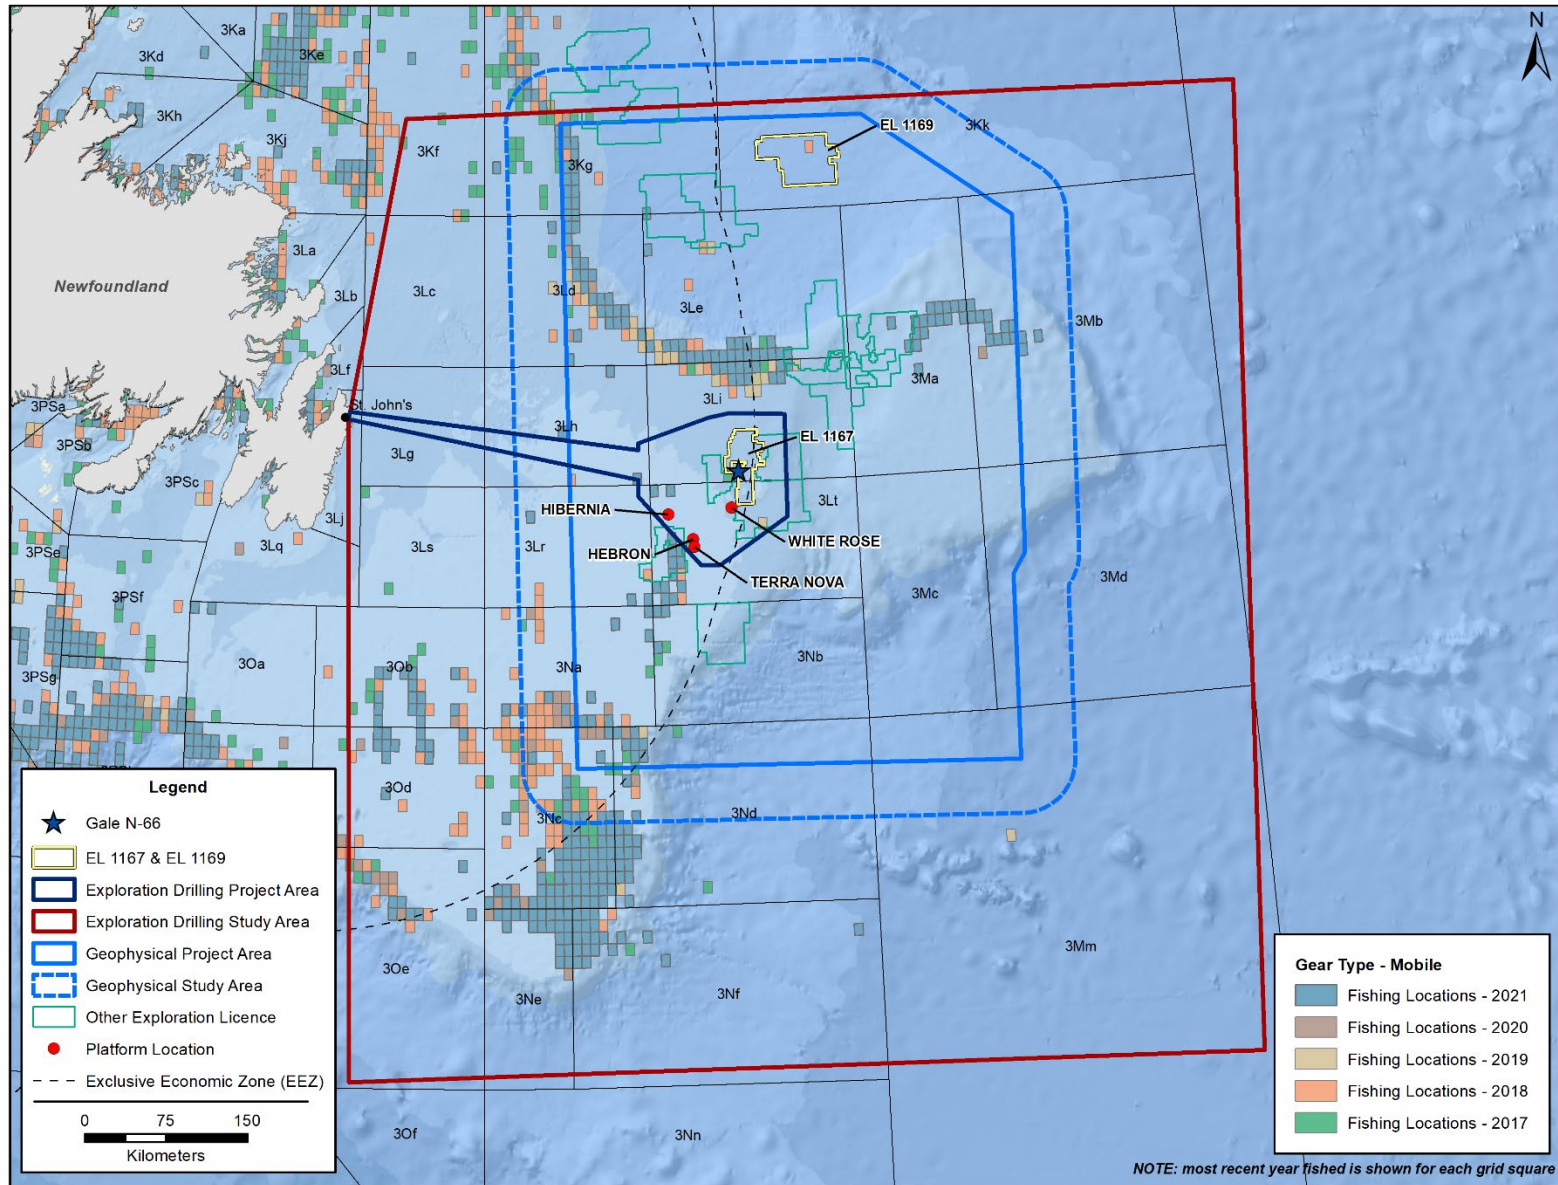 N
3Ka
3Kd
3Ke
3Kh
3Kj
3Kf
3Kg
3Kk
EL 1169
3La
Newfoundland
3Lb
3Lc
3Ld
3Le
3Mb
3Lf
3Ma
St. John's
3Li
3Lh
3PSa
3PSb
3Lg
EL 1167
3PSc
3Lj
3Lt
HIBERNIA
3Lq
3Ls
3Lr
WHITE ROSE
3PSe
HEBRON
TERRA NOVA
3Md
3Mc
3PSf
3Oa
3Ob
3Na
3Nb
3PSg
3Od
3Nc
3Nd
3Mm
3Oe
3Ne
3Nf
3Of
3Nn
Legend
Gale N-66
EL 1167 & EL 1169
Exploration Drilling Project Area
Exploration Drilling Study Area
Geophysical Project Area
Geophysical Study Area
Other Exploration Licence
Platform Location
Exclusive Economic Zone (EEZ)
0 75 150
Kilometers
Gear Type - Mobile
Fishing Locations - 2021
Fishing Locations - 2020
Fishing Locations - 2019
Fishing Locations - 2018
Fishing Locations - 2017
NOTE: most recent year fished is shown for each grid square